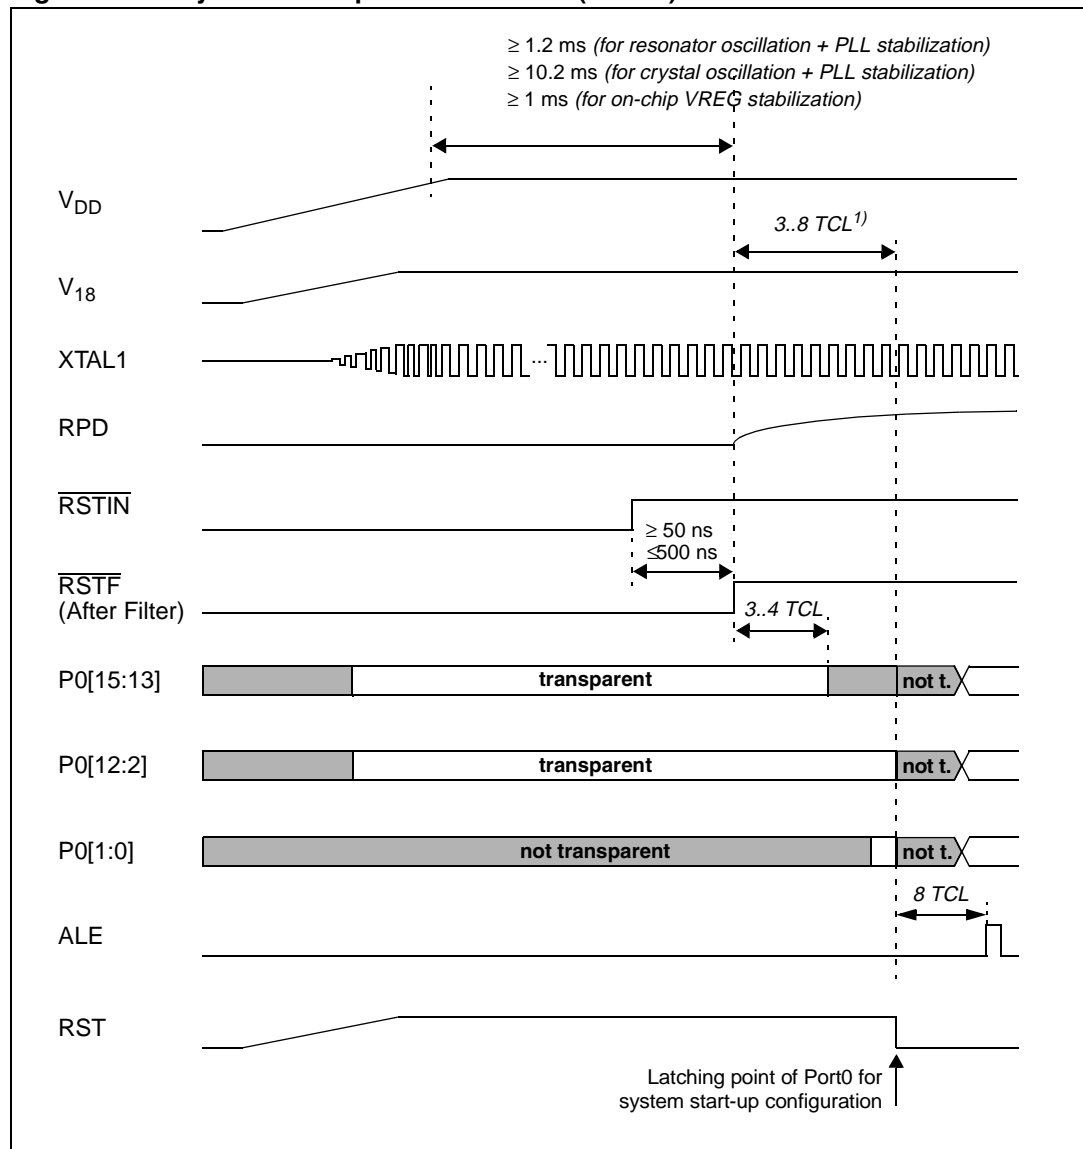 ≥ 1.2 ms (for resonator oscillation + PLL stabilization)
≥ 10.2 ms (for crystal oscillation + PLL stabilization)
≥ 1 ms (for on-chip VREG stabilization)
VDD
3..8 TCL1)
V18
XTAL1
...
RPD
RSTIN
≥ 50 ns
≤500 ns
RSTF
(After Filter)
3..4 TCL
P0[15:13]
transparent
not t.
P0[12:2]
transparent
not t.
P0[1:0]
not transparent
not t.
8 TCL
ALE
RST
Latching point of Port0 for
system start-up configuration